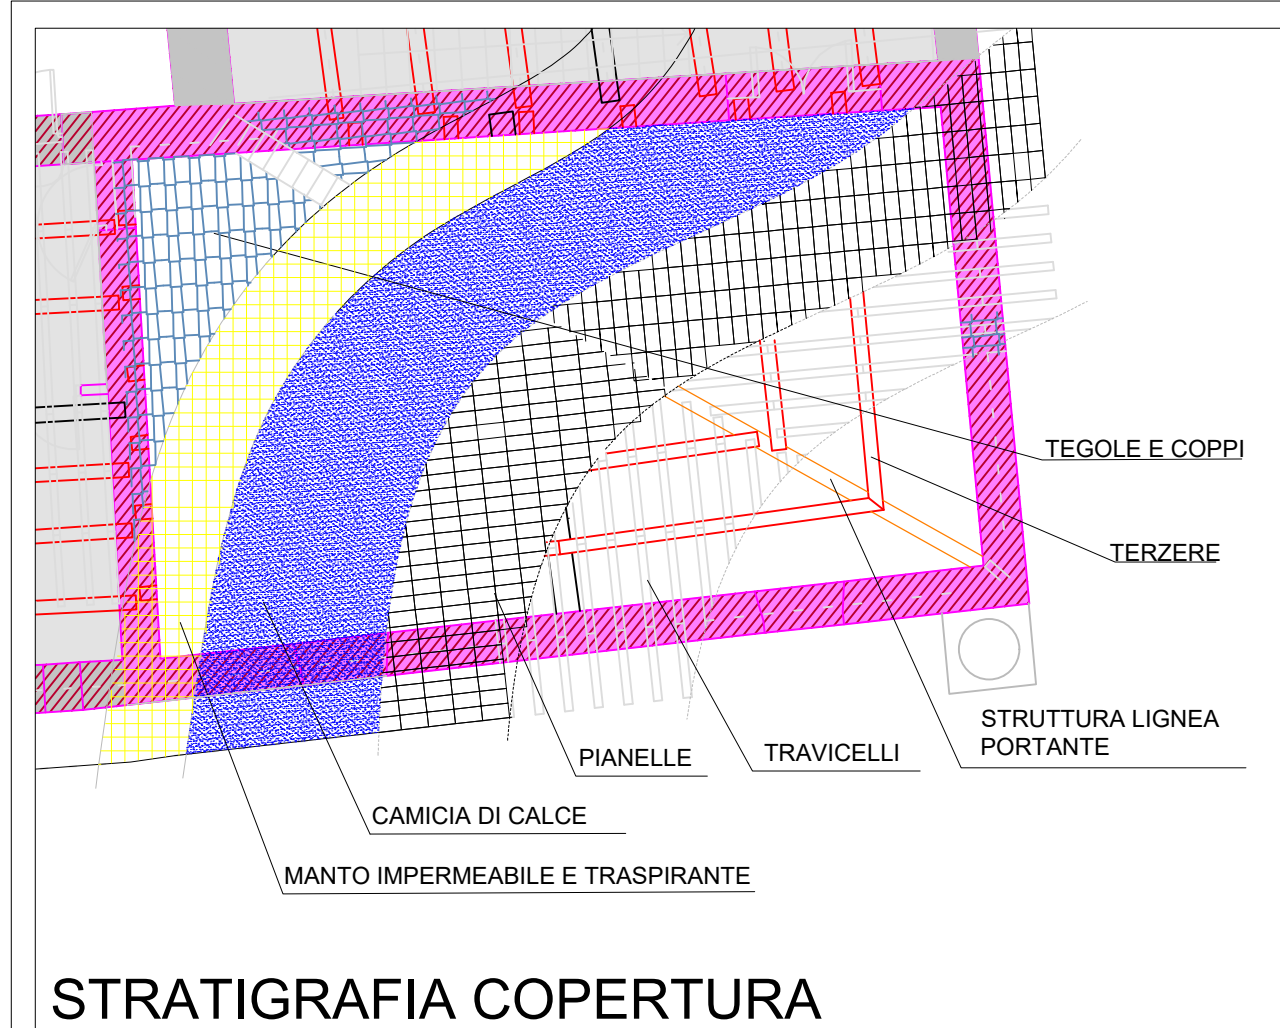 TEGOLE E COPPI
TERZERE
STRUTTURA LIGNEA
PORTANTE
TRAVICELLI
PIANELLE
CAMICIA DI CALCE
MANTO IMPERMEABILE E TRASPIRANTE
STRATIGRAFIA COPERTURA